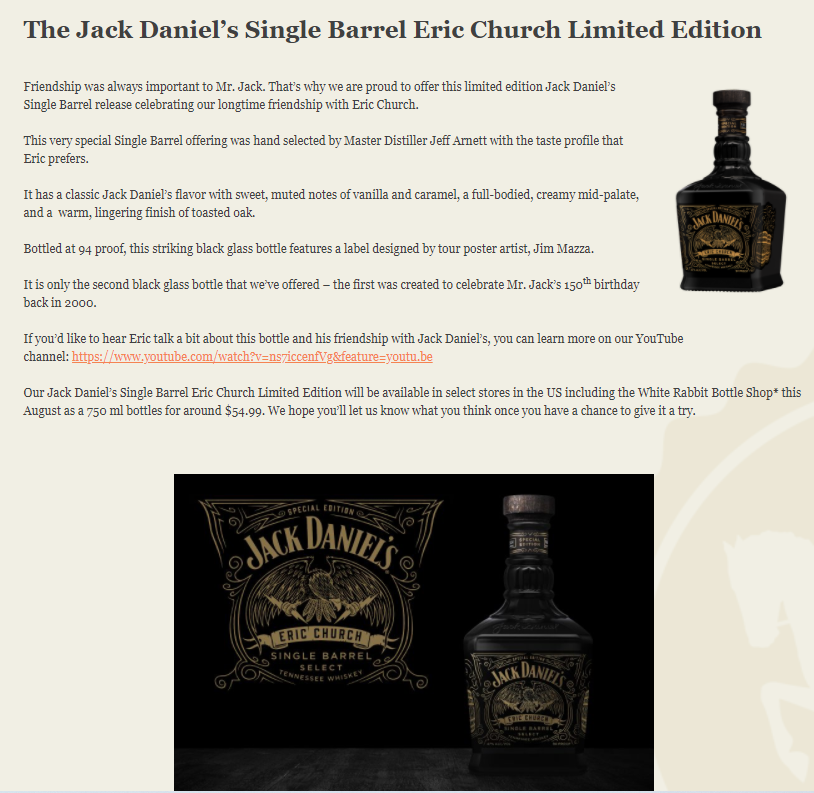 The Jack Daniel’s Single Barrel Eric Church Limited Edition
Friendship was always important to Mr. Jack. That’s why we are proud to offer this limited edition Jack Daniel’s
Single Barrel release celebrating our longtime friendship with Eric Church.
This very special Single Barrel offering was hand selected by Master Distiller Jeff Arnett with the taste profile that
Eric prefers.
It has a classic Jack Daniel’s flavor with sweet, muted notes of vanilla and caramel, a full-bodied, creamy mid-palate,
and a  warm, lingering finish of toasted oak.
Bottled at 94 proof, this striking black glass bottle features a label designed by tour poster artist, Jim Mazza.
It is only the second black glass bottle that we’ve offered – the first was created to celebrate Mr. Jack’s 150th birthday
back in 2000.
If you’d like to hear Eric talk a bit about this bottle and his friendship with Jack Daniel’s, you can learn more on our YouTube
channel: https://www.youtube.com/watch?v=ns7iccenfVg&feature=youtu.be
Our Jack Daniel’s Single Barrel Eric Church Limited Edition will be available in select stores in the US including the White Rabbit Bottle Shop* this
August as a 750 ml bottles for around $54.99. We hope you’ll let us know what you think once you have a chance to give it a try.
JACK DANIEL'S
ERIC CHURCH
SINGLE BARREL
SELECT
SPECIAL EDITION
JACK DANIEL'S
ERIC CHURCH
SINGLE BARREL
SELECT
TENNESSEE WHISKEY
SPECIAL
EDITION
JACK DANIEL'S
ERIC CHURCH
SINGLE BARREL
SELECT